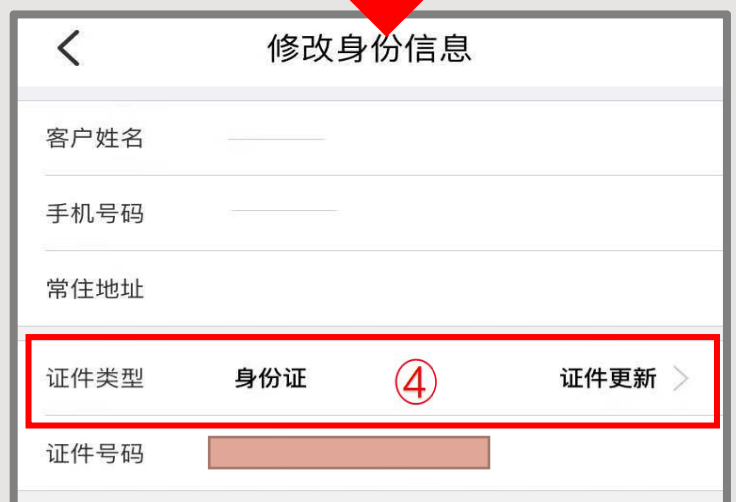 修改身份信息
客户姓名
手机号码
常住地址
证件类型 身份证 ④ 证件更新
证件号码